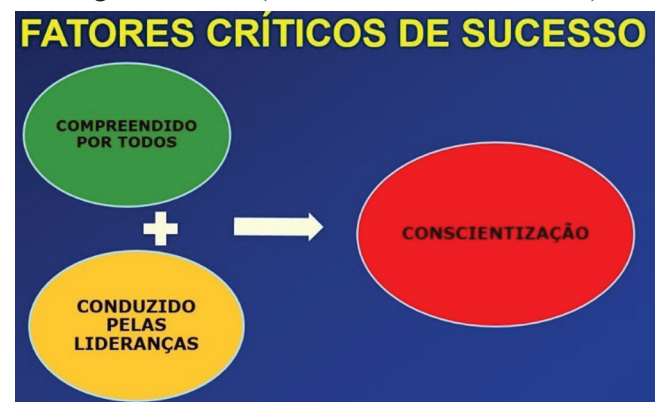 FATORES CRÍTICOS DE SUCESSO
COMPREENDIDO
POR TODOS
CONDUZIDO
PELAS
LIDERANÇAS
CONSCIENTIZAÇÃO